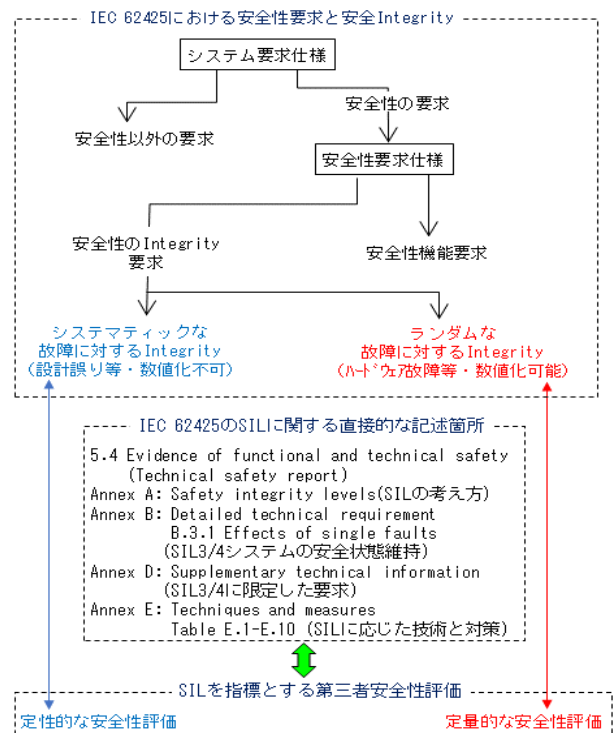 IEC 62425における安全性要求と安全Integrity
システム要求仕様
安全性の要求
安全性以外の要求
安全性要求仕様
安全性のIntegrity
要求
安全性機能要求
システマティックな
故障に対するIntegrity
(設計誤り等・数値化不可)
ランダムな
故障に対するIntegrity
(ハードウェア故障等・数値化可能)
IEC 62425のSILに関する直接的な記述箇所
5.4 Evidence of functional and technical safety
(Technical safety report)
Annex A: Safety integrity levels(SILの考え方)
Annex B: Detailed technical requirement
B.3.1 Effects of single faults
(SIL3/4システムの安全状態維持)
Annex D: Supplementary technical information
(SIL3/4に限定した要求)
Annex E: Techniques and measures
Table E.1-E.10 (SILに応じた技術と対策)
SILを指標とする第三者安全性評価
定性的な安全性評価
定量的な安全性評価